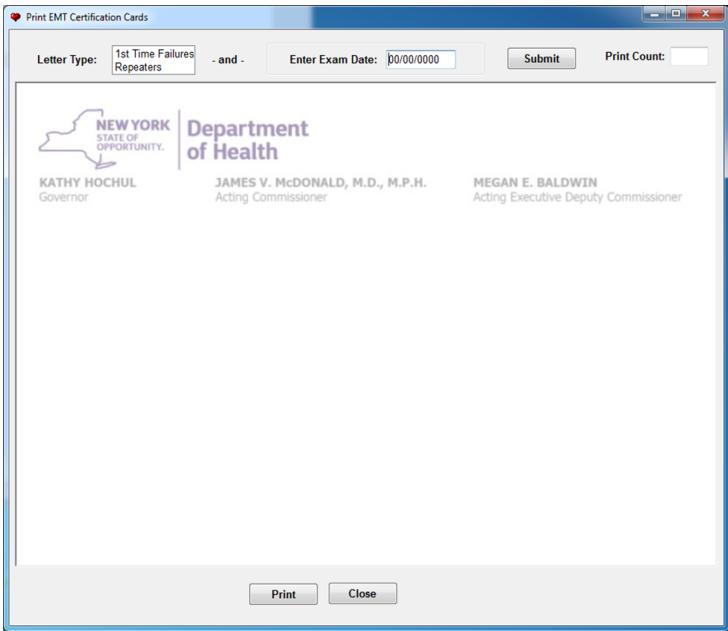 Print EMT Certification Cards
Letter Type:
1st Time Failures
Repeaters
- and -
Enter Exam Date: 00/00/0000
Submit
Print Count:
NEW YORK
STATE OF
OPPORTUNITY.
Department
of Health
KATHY HOCHUL
Governor
JAMES V. McDONALD, M.D., M.P.H.
Acting Commissioner
MEGAN E. BALDWIN
Acting Executive Deputy Commissioner
Print
Close